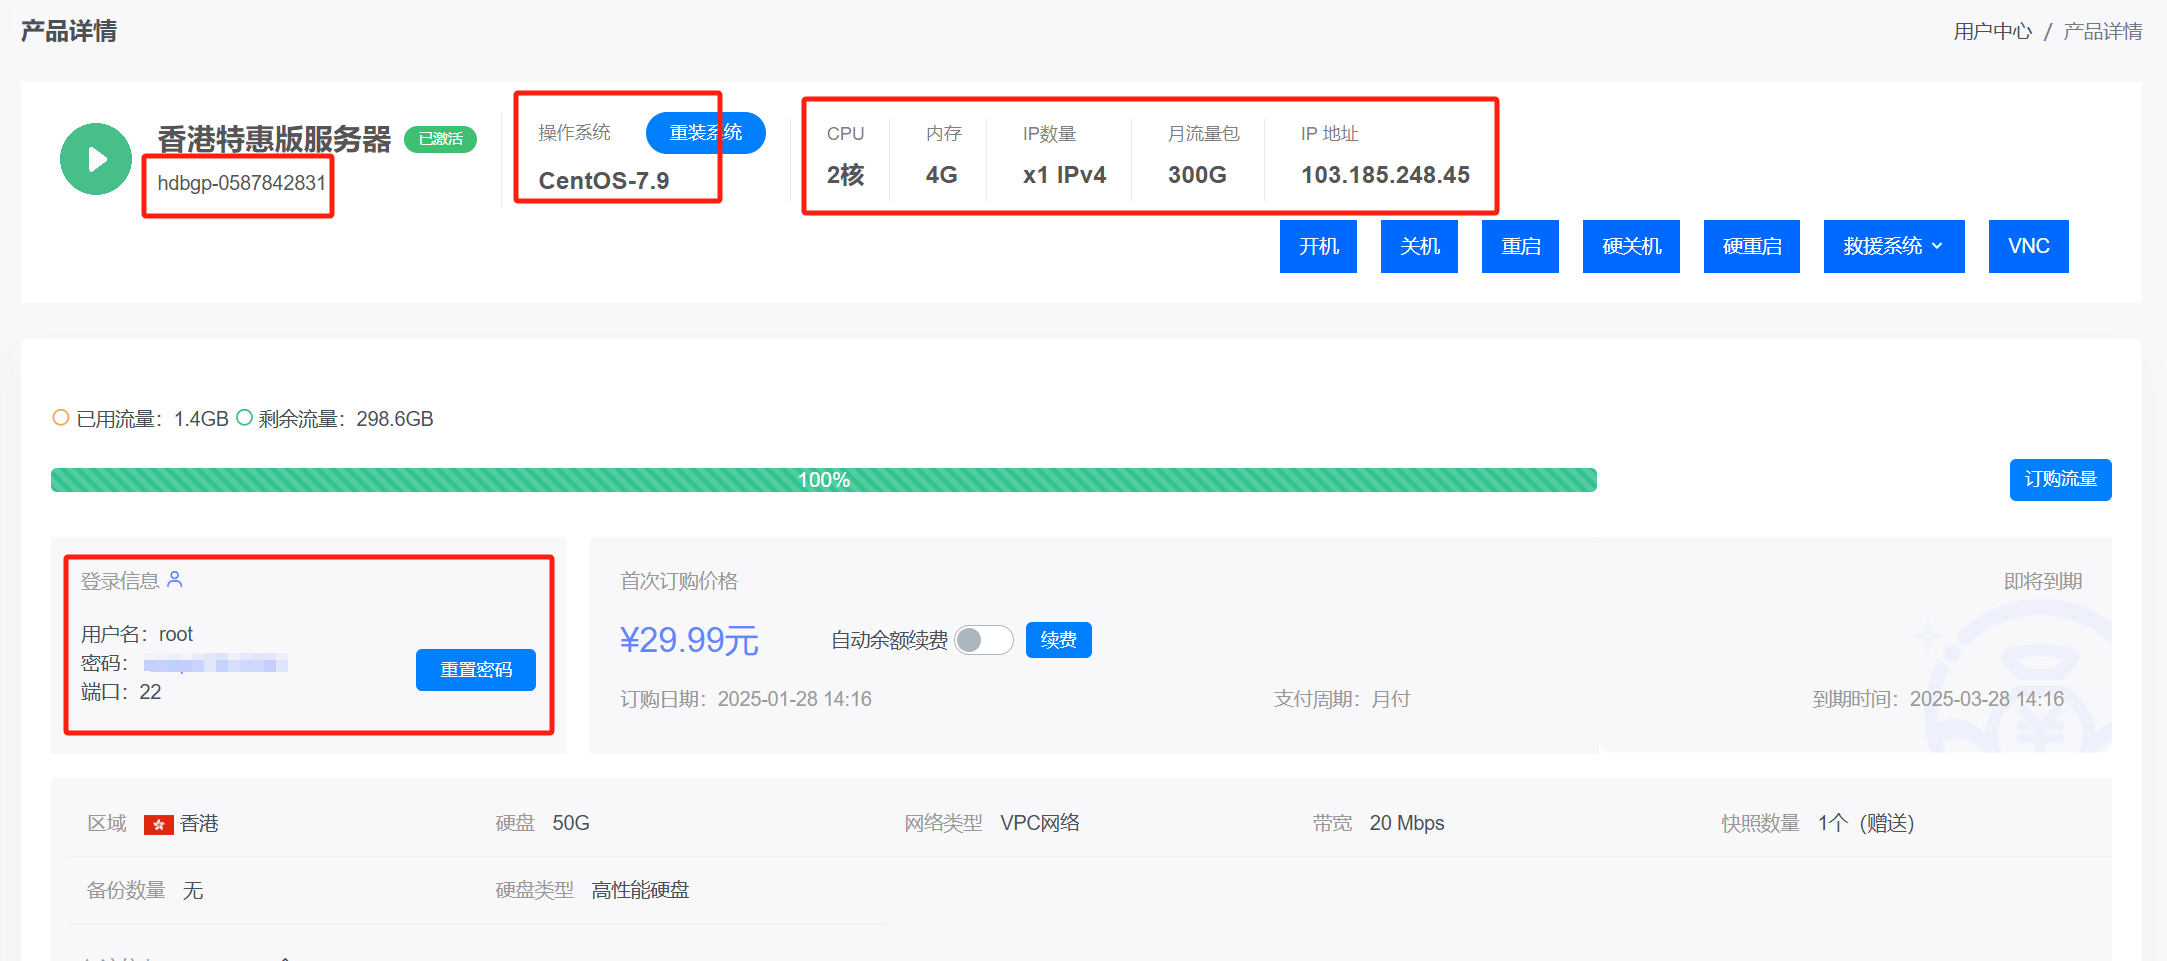 产品详情
用户中心 / 产品详情
香港特惠版服务器 已激活
hdbgp-0587842831
操作系统 重装系统
CentOS-7.9
CPU 内存 IP数量 月流量包 IP 地址
2核 4G x1 IPv4 300G 103.185.248.45
开机 关机 重启 硬关机 硬重启 救援系统 VNC
已用流量：1.4GB 剩余流量：298.6GB
100%
订购流量
登录信息
用户名：root
密码：
端口：22
重置密码
首次订购价格 即将到期
¥29.99元 自动余额续费 续费
订购日期：2025-01-28 14:16 支付周期：月付 到期时间：2025-03-28 14:16
区域 香港 硬盘 50G 网络类型 VPC网络 带宽 20 Mbps 快照数量 1个（赠送）
备份数量 无 硬盘类型 高性能硬盘